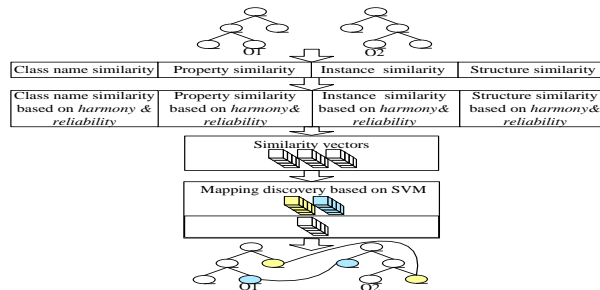 O1 O2
Class name similarity Property similarity Instance similarity Structure similarity
Class name similarity Property similarity Instance similarity Structure similarity
based on harmony & based on harmony& based on harmony& based on harmony&
reliability reliability reliability reliability
Similarity vectors
Mapping discovery based on SVM
O1 O2